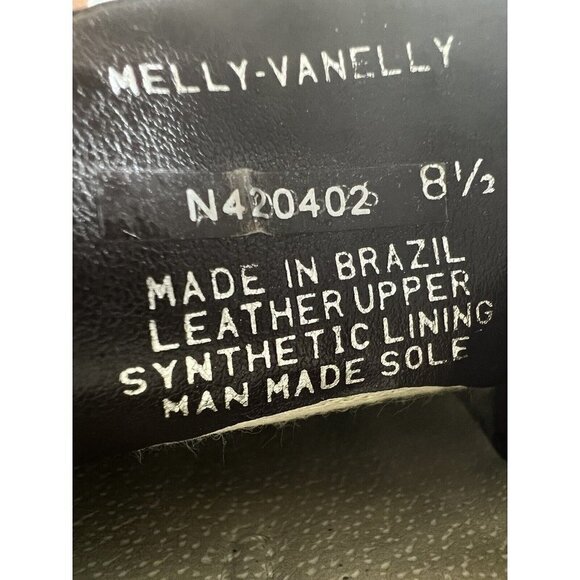 MELLY-VANELLY
N420402 8½
MADE IN BRAZIL
LEATHER UPPER
SYNTHETIC LINING
MAN MADE SOLE